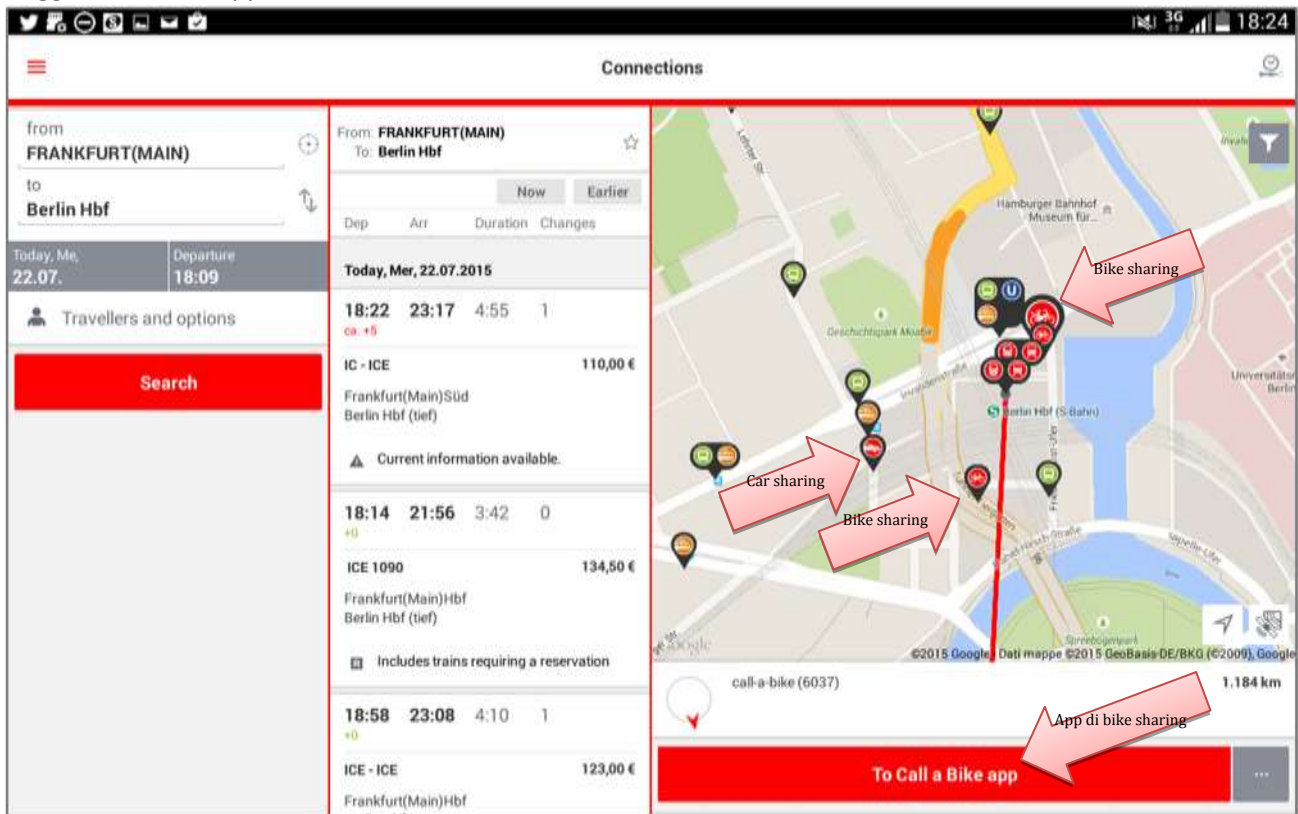 3G
18:24
Connections
from
FRANKFURT(MAIN)
to
Berlin Hbf
Today, Me,
22.07.
Departure
18:09
Travellers and options
Search
From: FRANKFURT(MAIN)
To: Berlin Hbf
Now Earlier
Dep Arr Duration Changes
Today, Mer, 22.07.2015
18:22 23:17 4:55 1
ca. +5
IC - ICE 110,00 €
Frankfurt(Main)Süd
Berlin Hbf (tief)
Current information available.
18:14 21:56 3:42 0
+0
ICE 1090 134,50 €
Frankfurt(Main)Hbf
Berlin Hbf (tief)
Includes trains requiring a reservation
18:58 23:08 4:10 1
+0
ICE - ICE 123,00 €
Frankfurt(Main)Hbf
Lehrter Str.
Hamburger Bahnhof
Museum für...
Bike sharing
U
Geschichtspark Moabit
Invalidenstraße
Berlin
S Berlin Hbf (S-Bahn)
Car sharing
Bike sharing
Spreebogenpark
Google
©2015 Google, Dati mappe ©2015 GeoBasis-DE/BKG (©2009), Google
call-a-bike (6037) 1.184 km
App di bike sharing
To Call a Bike app
...